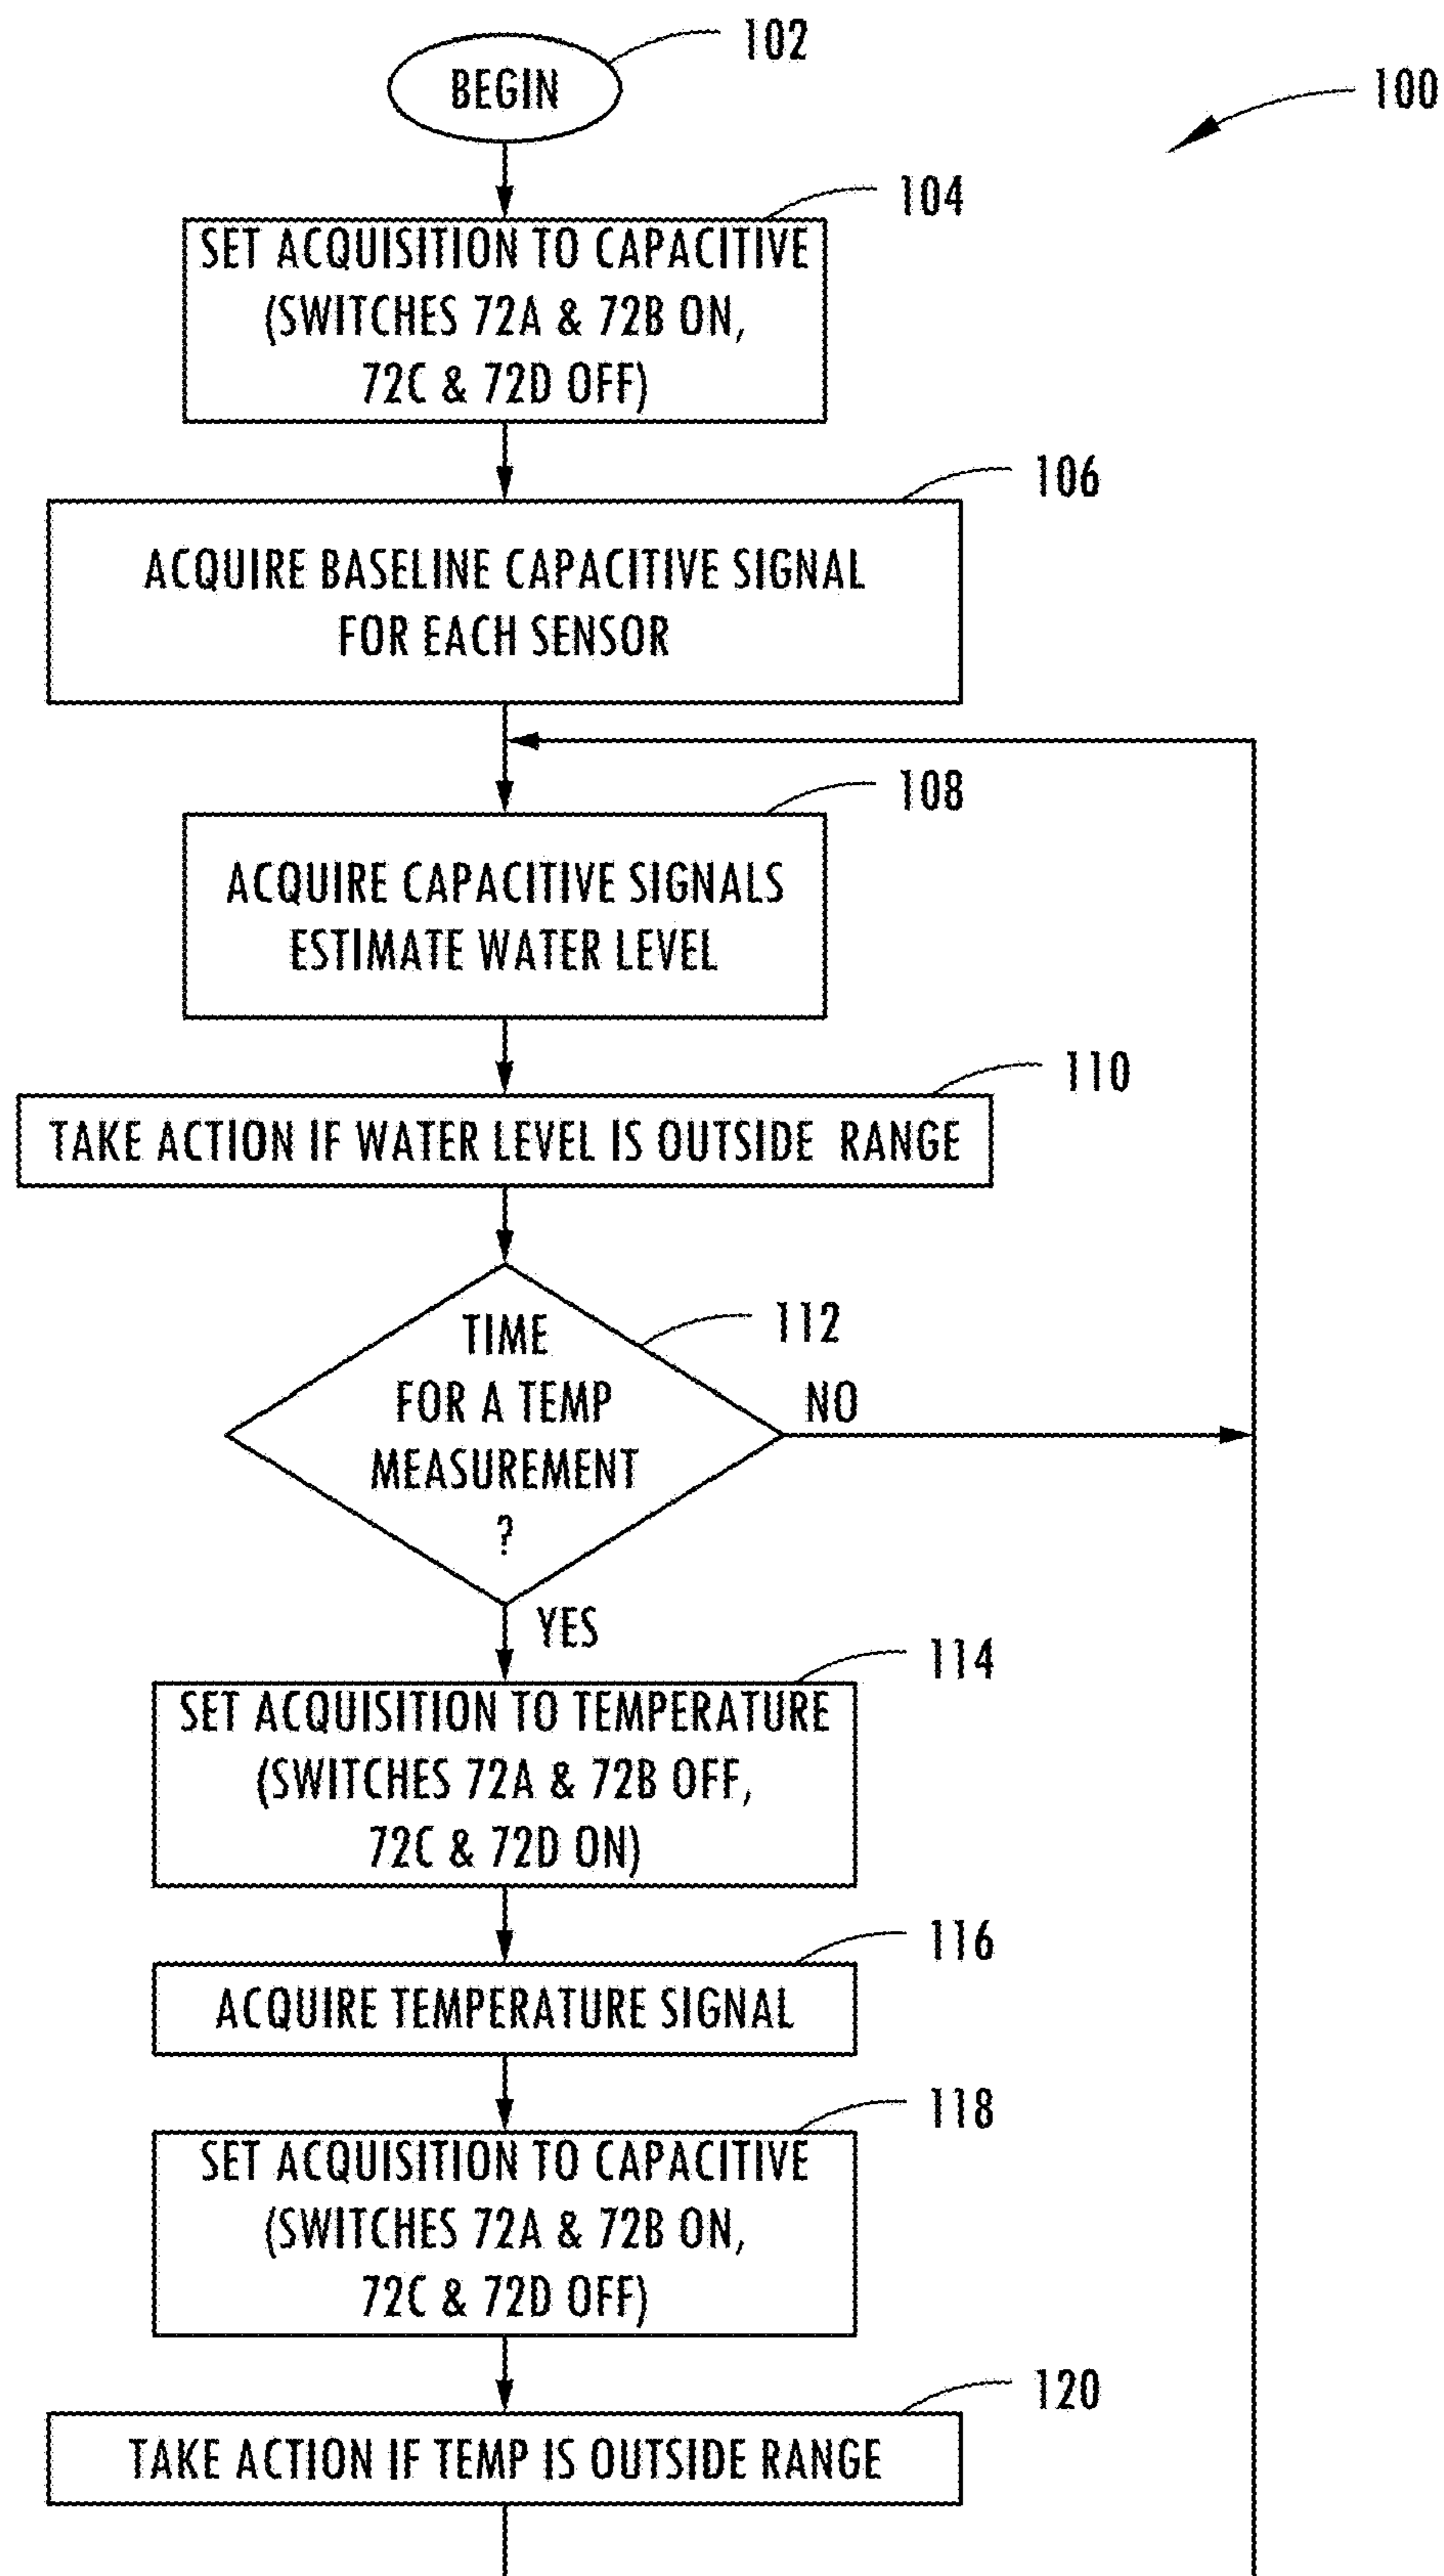 102
BEGIN
100
104
SET ACQUISITION TO CAPACITIVE
(SWITCHES 72A & 72B ON,
72C & 72D OFF)
106
ACQUIRE BASELINE CAPACITIVE SIGNAL
FOR EACH SENSOR
108
ACQUIRE CAPACITIVE SIGNALS
ESTIMATE WATER LEVEL
110
TAKE ACTION IF WATER LEVEL IS OUTSIDE RANGE
112
TIME
FOR A TEMP
MEASUREMENT
?
NO
YES
114
SET ACQUISITION TO TEMPERATURE
(SWITCHES 72A & 72B OFF,
72C & 72D ON)
116
ACQUIRE TEMPERATURE SIGNAL
118
SET ACQUISITION TO CAPACITIVE
(SWITCHES 72A & 72B ON,
72C & 72D OFF)
120
TAKE ACTION IF TEMP IS OUTSIDE RANGE